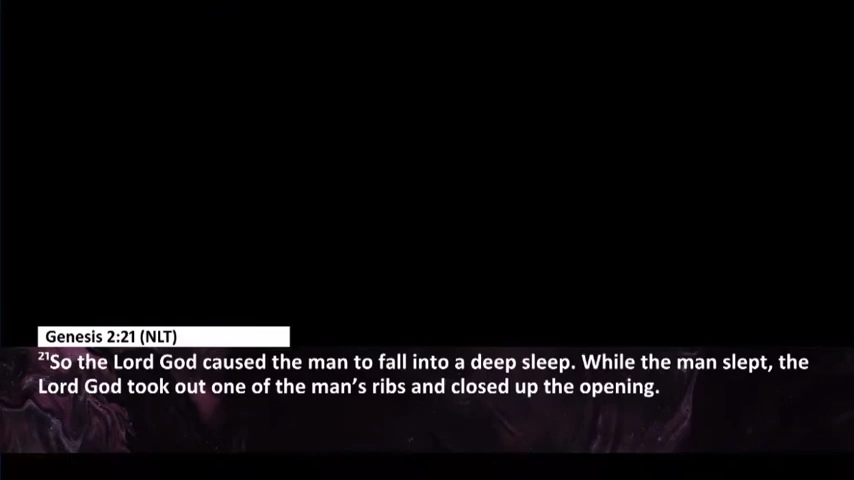 Genesis 2:21 (NLT)
²¹So the Lord God caused the man to fall into a deep sleep. While the man slept, the
Lord God took out one of the man’s ribs and closed up the opening.